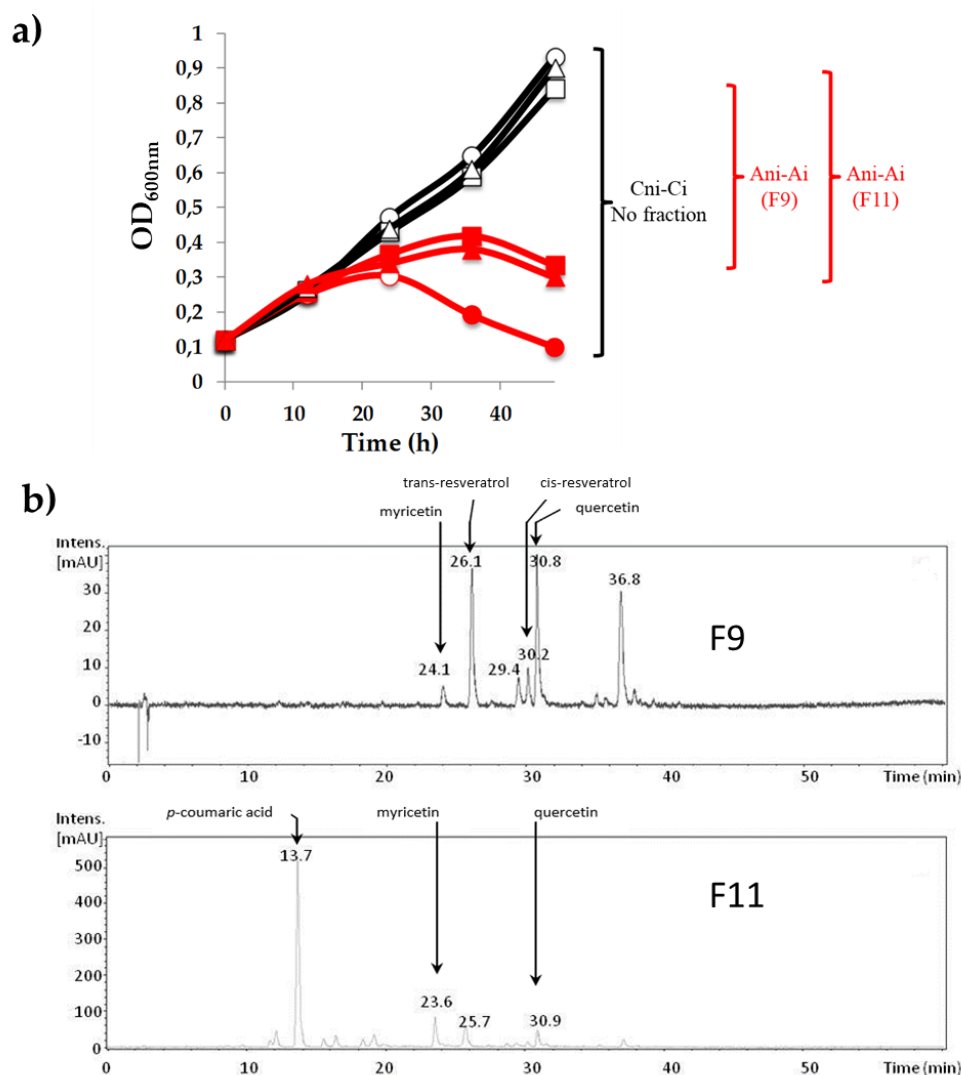 a)
1
0,9
0,8
0,7
0,6
0,5
0,4
0,3
0,2
0,1
0
OD600nm
0 10 20 30 40
Time (h)
Cni-Ci
No fraction
Ani-Ai
(F9)
Ani-Ai
(F11)
b)
trans-resveratrol
cis-resveratrol
myricetin
quercetin
Intens.
[mAU]
30
20
10
0
-10
24.1
26.1
29.4
30.2
30.8
36.8
F9
10 20 30 40 50 Time (min)
0
p-coumaric acid
myricetin
quercetin
Intens.
[mAU]
500
400
300
200
100
0
13.7
23.6
25.7
30.9
F11
0 10 20 30 40 50 Time (min)